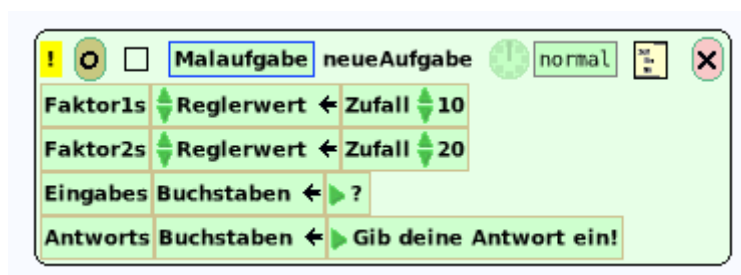 ! O Malaufgabe neueAufgabe normal
Faktor1s Reglerwert ← Zufall 10
Faktor2s Reglerwert ← Zufall 20
Eingabes Buchstaben ← ?
Antworts Buchstaben ← Gib deine Antwort ein!